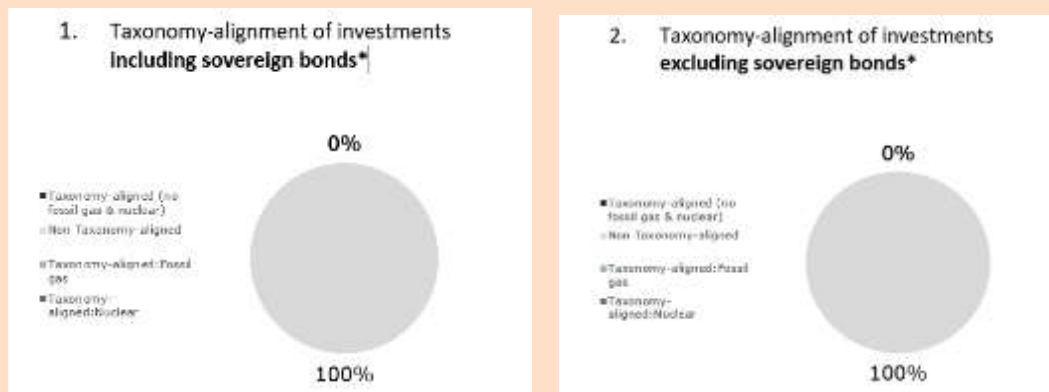 1. Taxonomy-alignment of investments
including sovereign bonds*
0%
Taxonomy-aligned (no
fossil gas & nuclear)
Non Taxonomy-aligned
Taxonomy-aligned:Fossil
gas
Taxonomy-
aligned:Nuclear
100%
2. Taxonomy-alignment of investments
excluding sovereign bonds*
0%
Taxonomy-aligned (no
fossil gas & nuclear)
Non Taxonomy-aligned
Taxonomy-aligned:Fossil
gas
Taxonomy-
aligned:Nuclear
100%